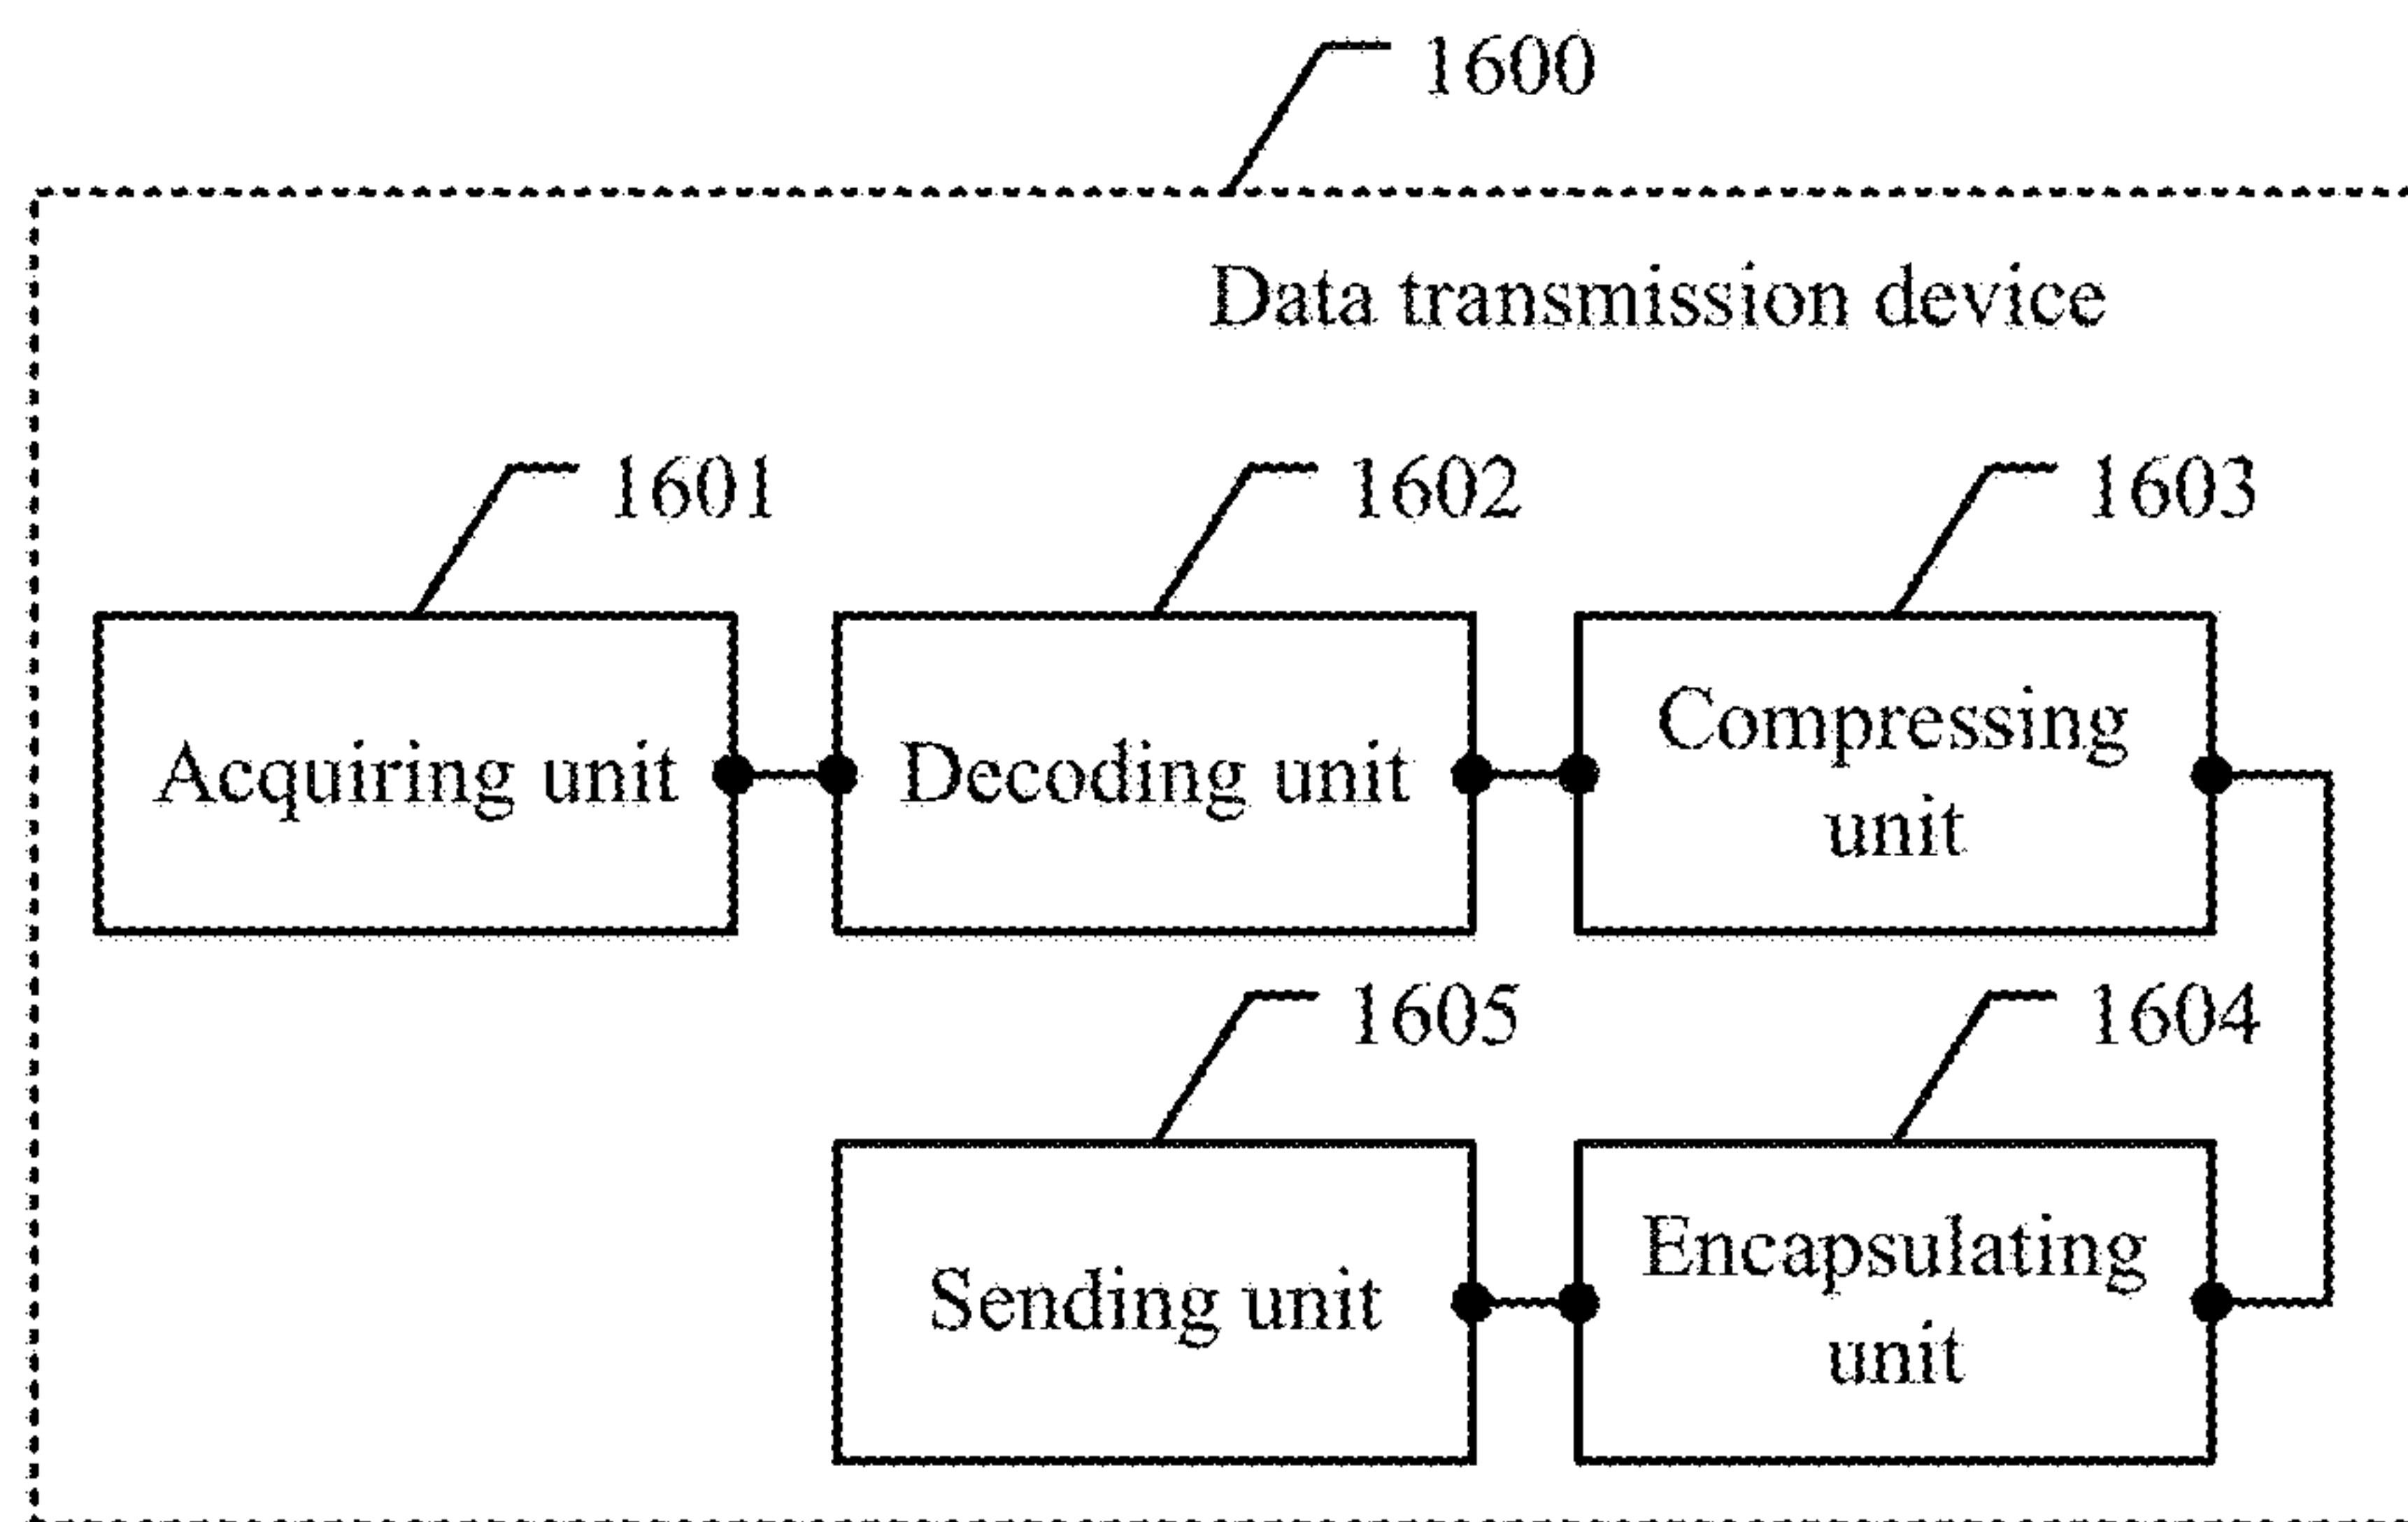 1600
Data transmission device
1601
1602
1603
Acquiring unit
Decoding unit
Compressing
unit
1605
1604
Sending unit
Encapsulating
unit